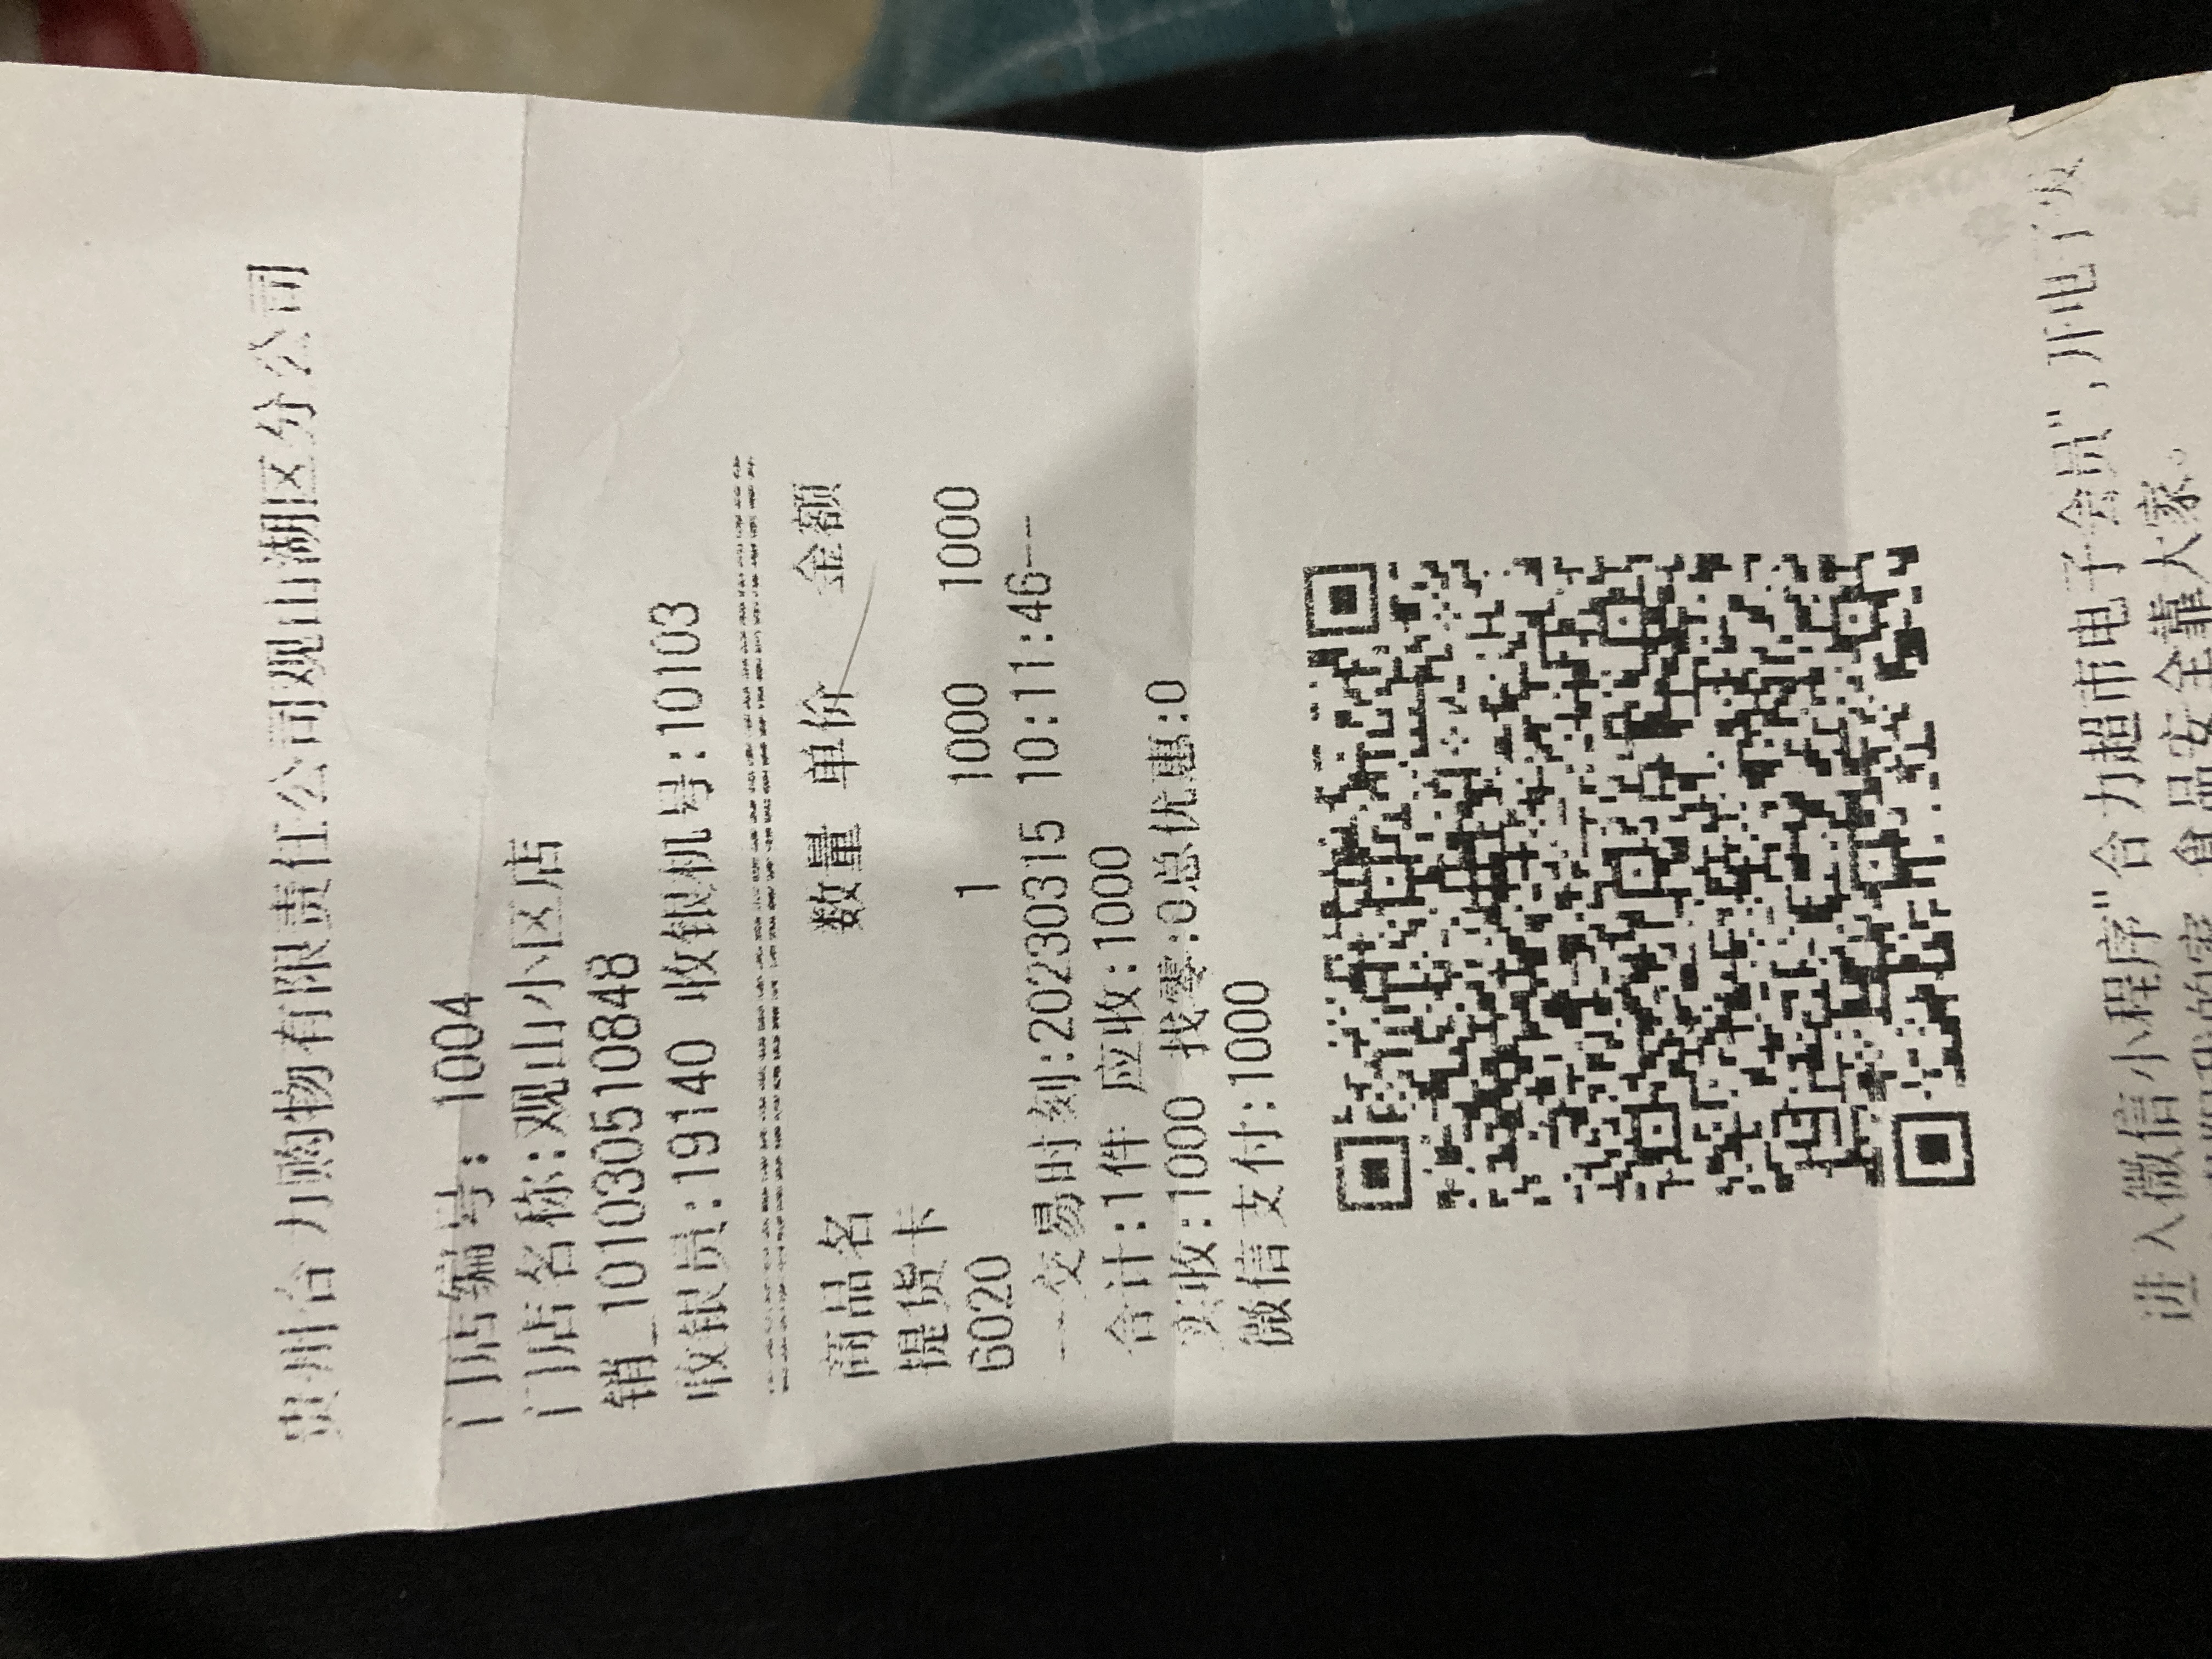 贵州合力购物有限责任公司观山湖区分公司
门店编号: 1004
门店名称:观山小区店
销_1010305510848
收银员:19140 收银机号:10103
商品名 数量 单价 金额
提货卡
6020 1 1000 1000
---交易时刻:20230315 10:11:46--
合计:1件 应收:1000
实收:1000 找零:0总优惠:0
微信支付:1000
进入微信小程序"合力超市电子会员",开电子发
食品安全靠大家。